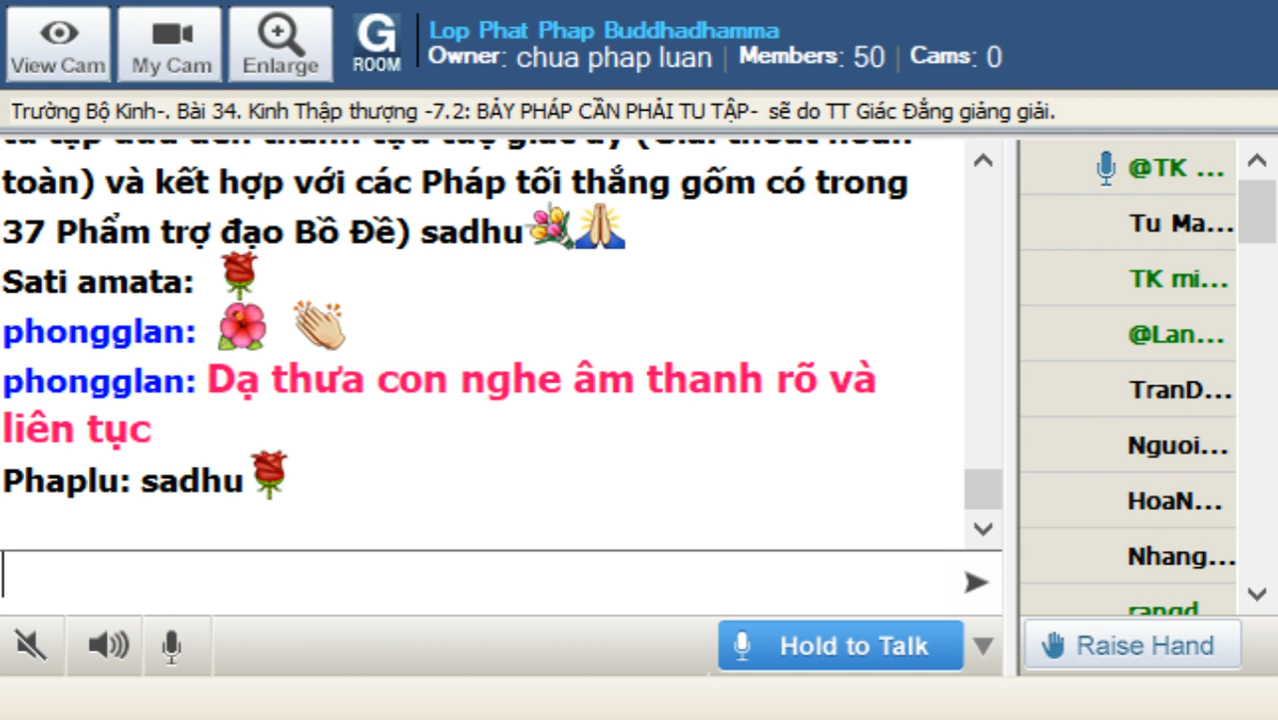 View Cam
My Cam
Enlarge
G
ROOM
Lop Phat Phap Buddhadhamma
Owner: chua phap luan | Members: 50 | Cams: 0
Trường Bộ Kinh-. Bài 34. Kinh Thập thượng -7.2: BẢY PHÁP CẦN PHẢI TU TẬP- sẽ do TT Giác Đẳng giảng giải.
toàn) và kết hợp với các Pháp tối thắng gốm có trong
37 Phẩm trợ đạo Bồ Đề) sadhu
Sati amata:
phongglan:
phongglan: Dạ thưa con nghe âm thanh rõ và
liên tục
Phaplu: sadhu
@TK ...
Tu Ma...
TK mi...
@Lan...
TranD...
Nguoi...
HoaN...
Nhang...
rangd
Hold to Talk
Raise Hand